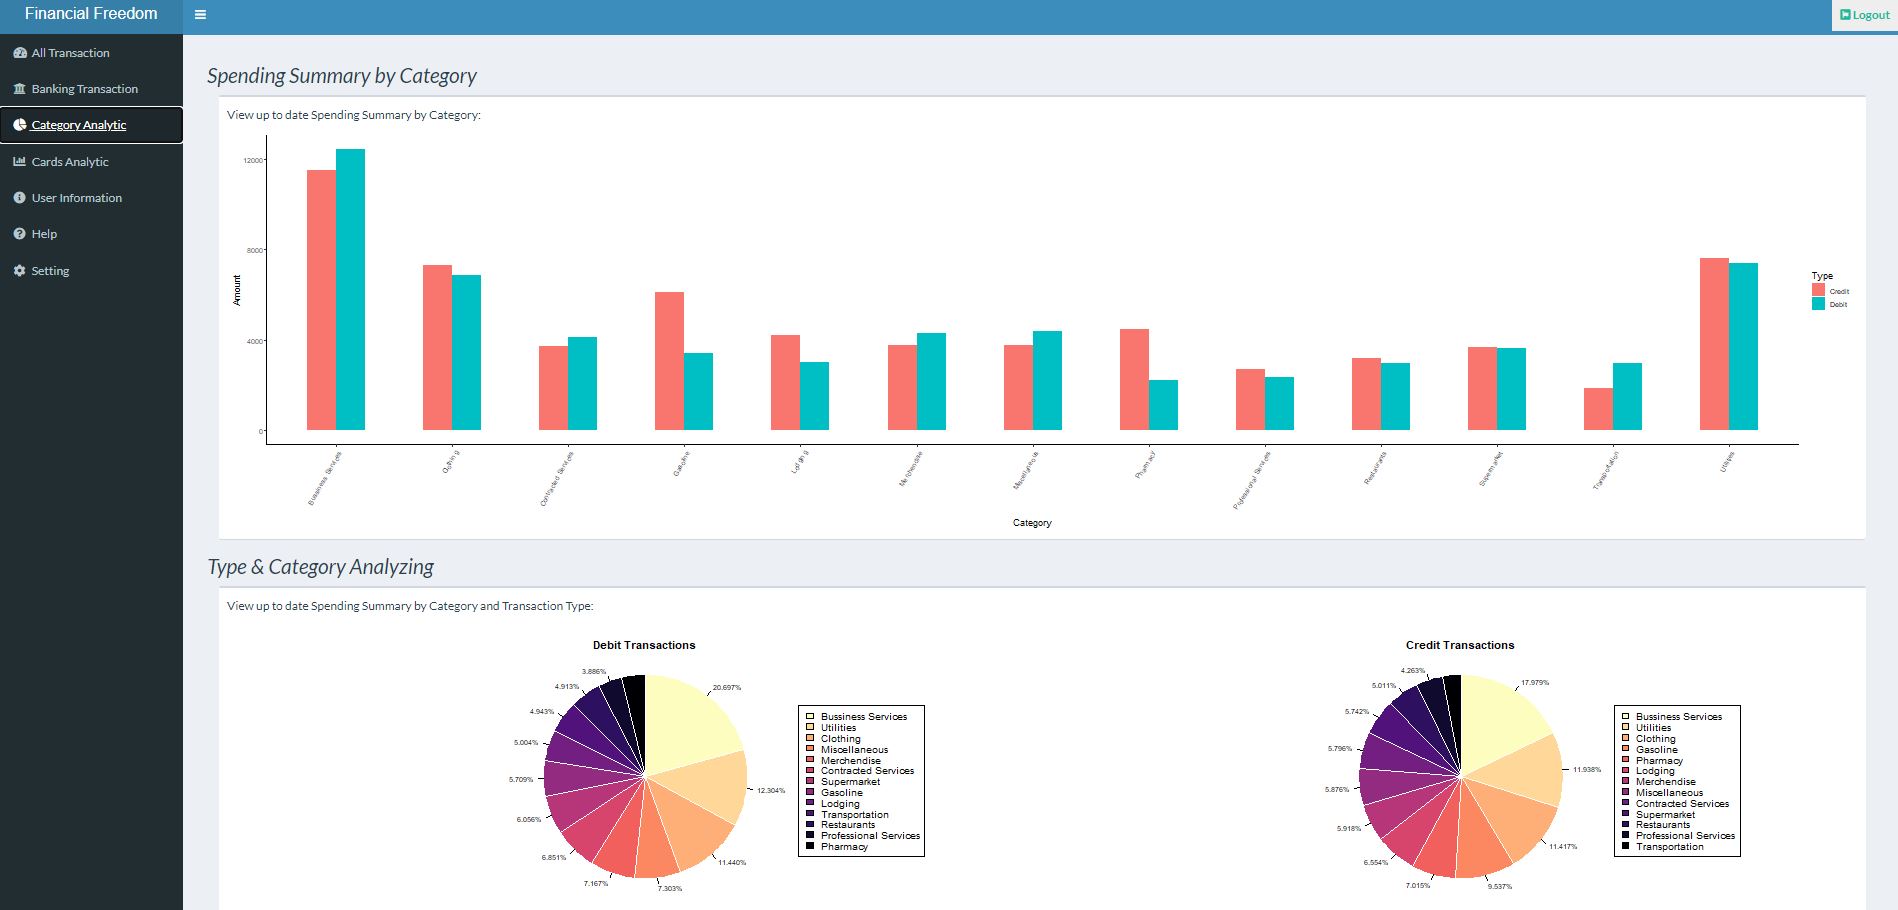 Financial Freedom
Logout
All Transaction
Banking Transaction
Category Analytic
Cards Analytic
User Information
Help
Setting
Spending Summary by Category
View up to date Spending Summary by Category:
12000
8000
4000
0
Amount
Bussiness Services
Clothing
Contracted Services
Gasoline
Lodging
Merchendise
Miscellaneous
Pharmacy
Professional Services
Restaurants
Supermarket
Transportation
Utilities
Category
Type
Credit
Debit
Type & Category Analyzing
View up to date Spending Summary by Category and Transaction Type:
Debit Transactions
20.697%
12.304%
11.440%
7.303%
7.167%
6.851%
6.056%
5.709%
5.004%
4.943%
4.913%
3.886%
Bussiness Services
Utilities
Clothing
Miscellaneous
Merchendise
Contracted Services
Supermarket
Gasoline
Lodging
Transportation
Restaurants
Professional Services
Pharmacy
Credit Transactions
17.979%
11.938%
11.417%
9.537%
7.015%
6.554%
5.918%
5.876%
5.796%
5.742%
5.011%
4.263%
Bussiness Services
Utilities
Clothing
Gasoline
Pharmacy
Lodging
Merchendise
Miscellaneous
Contracted Services
Supermarket
Restaurants
Professional Services
Transportation